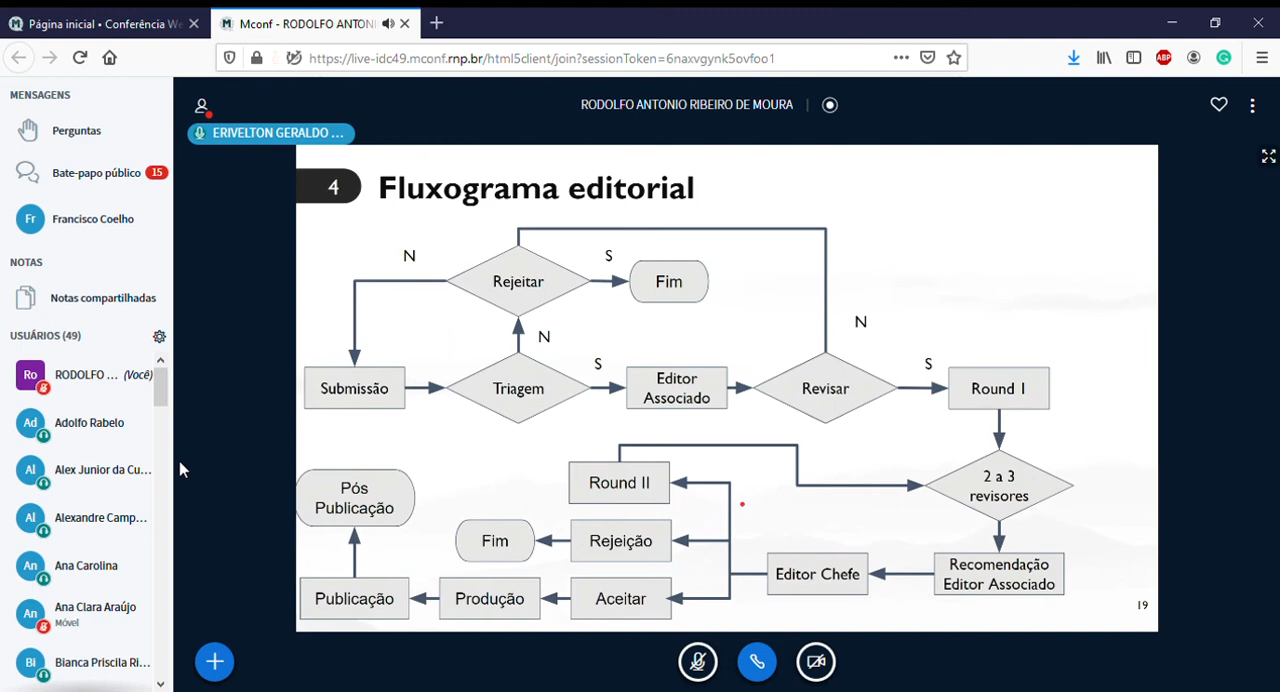 Página inicial • Conferência We
Mconf - RODOLFO ANTONI
https://live-idc49.mconf.rnp.br/html5client/join?sessionToken=6naxvgynk5ovfoo1
ABP
MENSAGENS
Perguntas
Bate-papo público 15
Fr Francisco Coelho
NOTAS
Notas compartilhadas
USUÁRIOS (49)
Ro RODOLFO ... (Você)
Ad Adolfo Rabelo
Al Alex Junior da Cu...
Al Alexandre Camp...
An Ana Carolina
An Ana Clara Araújo
Móvel
Bi Bianca Priscila Ri...
RODOLFO ANTONIO RIBEIRO DE MOURA
ERIVELTON GERALDO ...
4 Fluxograma editorial
N
Rejeitar
S
Fim
N
N
Submissão
Triagem
S
Editor
Associado
Revisar
S
Round I
2 a 3
revisores
Round II
Pós
Publicação
Fim
Rejeição
Editor Chefe
Recomendação
Editor Associado
Publicação
Produção
Aceitar
19